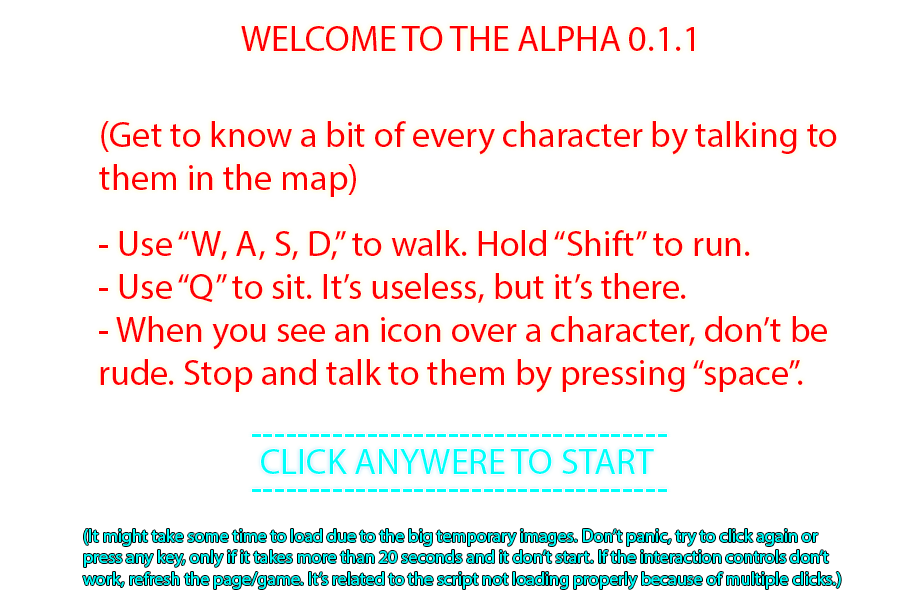 WELCOME TO THE ALPHA 0.1.1
(Get to know a bit of every character by talking to
them in the map)
- Use “W, A, S, D,” to walk. Hold “Shift” to run.
- Use “Q” to sit. It’s useless, but it’s there.
- When you see an icon over a character, don’t be
rude. Stop and talk to them by pressing “space”.
------------------------------------
CLICK ANYWERE TO START
------------------------------------
(It might take some time to load due to the big temporary images. Don’t panic, try to click again or
press any key, only if it takes more than 20 seconds and it don’t start. If the interaction controls don’t
work, refresh the page/game. It’s related to the script not loading properly because of multiple clicks.)